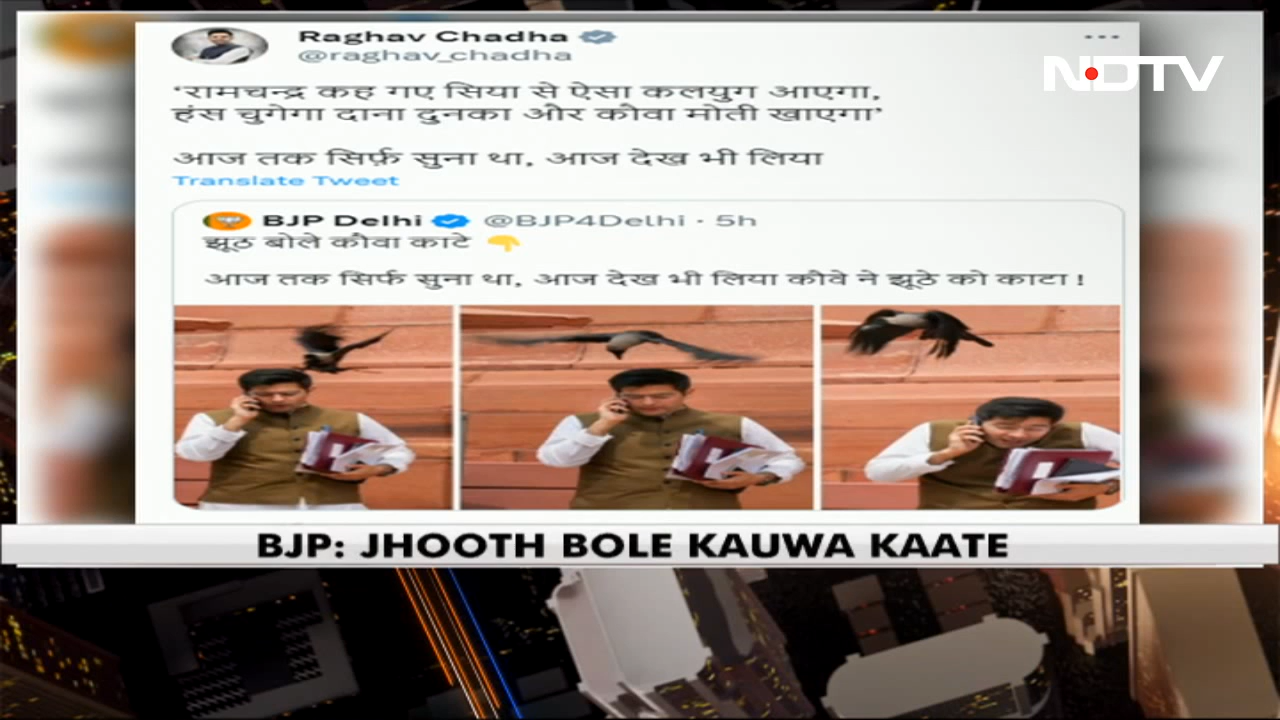 Raghav Chadha
@raghav_chadha
NDTV
‘रामचन्द्र कह गए सिया से ऐसा कलयुग आएगा,
हंस चुगेगा दाना दुनका और कौवा मोती खाएगा’
आज तक सिर्फ़ सुना था, आज देख भी लिया
Translate Tweet
BJP Delhi @BJP4Delhi · 5h
झूठ बोले कौवा काटे 👇
आज तक सिर्फ सुना था, आज देख भी लिया कौवे ने झूठे को काटा !
BJP: JHOOTH BOLE KAUWA KAATE